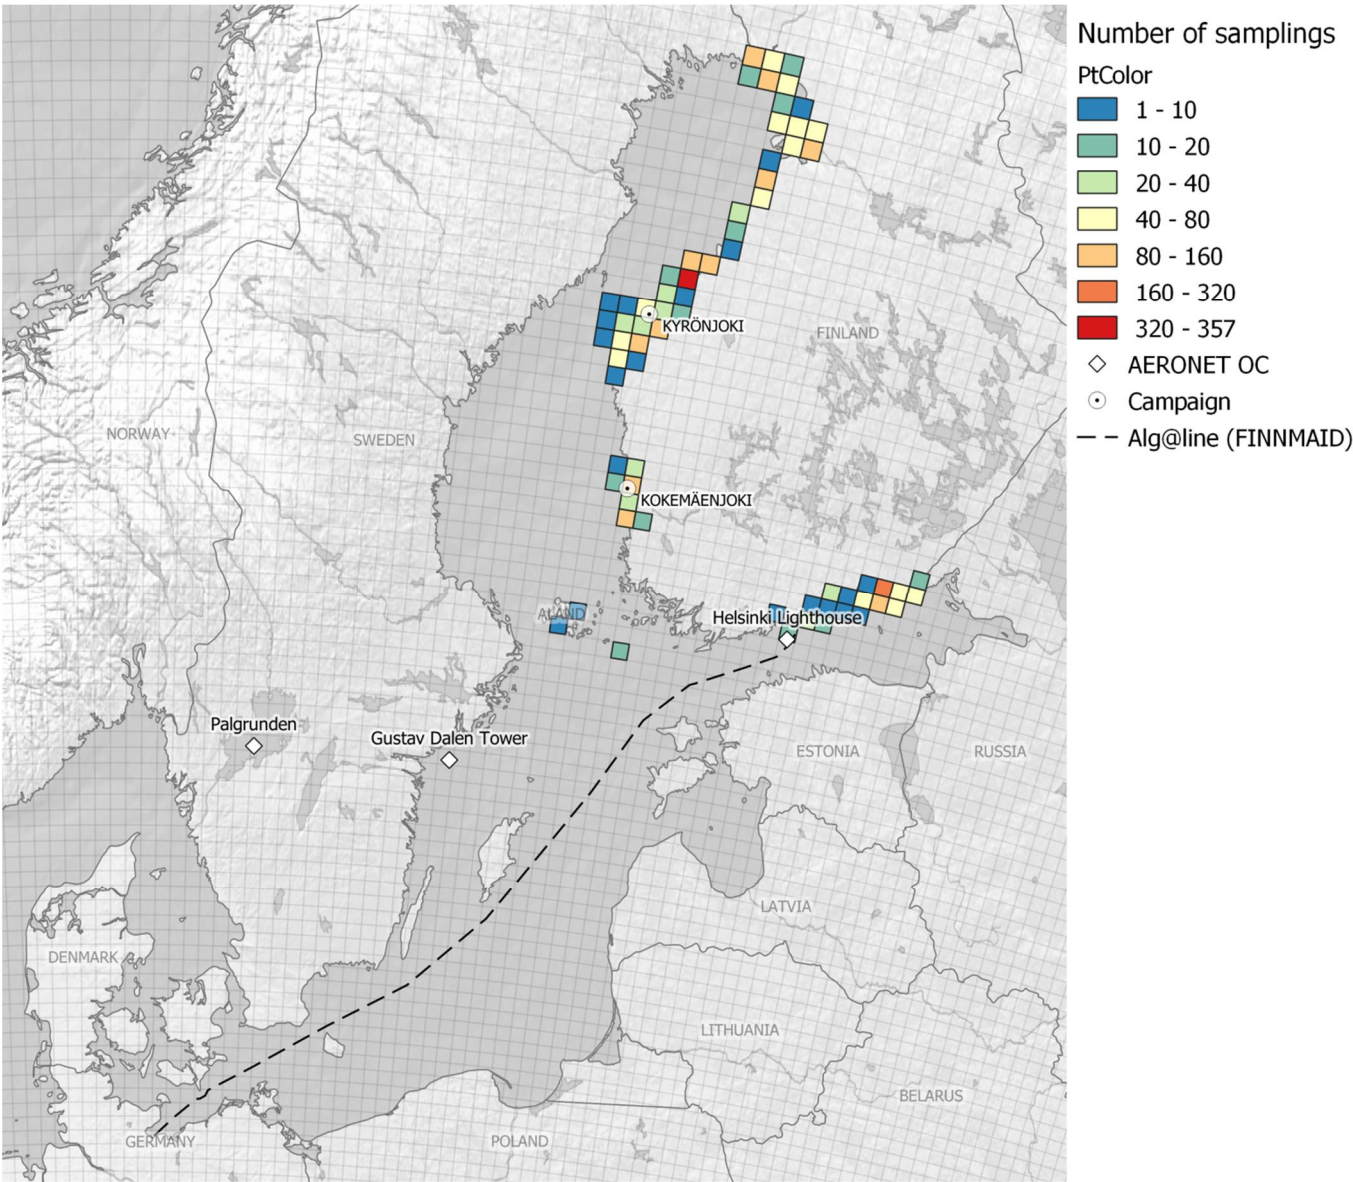 Number of samplings
PtColor
1 - 10
10 - 20
20 - 40
40 - 80
80 - 160
160 - 320
320 - 357
AERONET OC
Campaign
Alg@line (FINNMAID)
KYRÖNJOKI
FINLAND
NORWAY
SWEDEN
KOKEMÄENJOKI
ÅLAND
Helsinki Lighthouse
Palgrunden
Gustav Dalen Tower
ESTONIA
RUSSIA
LATVIA
DENMARK
LITHUANIA
BELARUS
GERMANY
POLAND